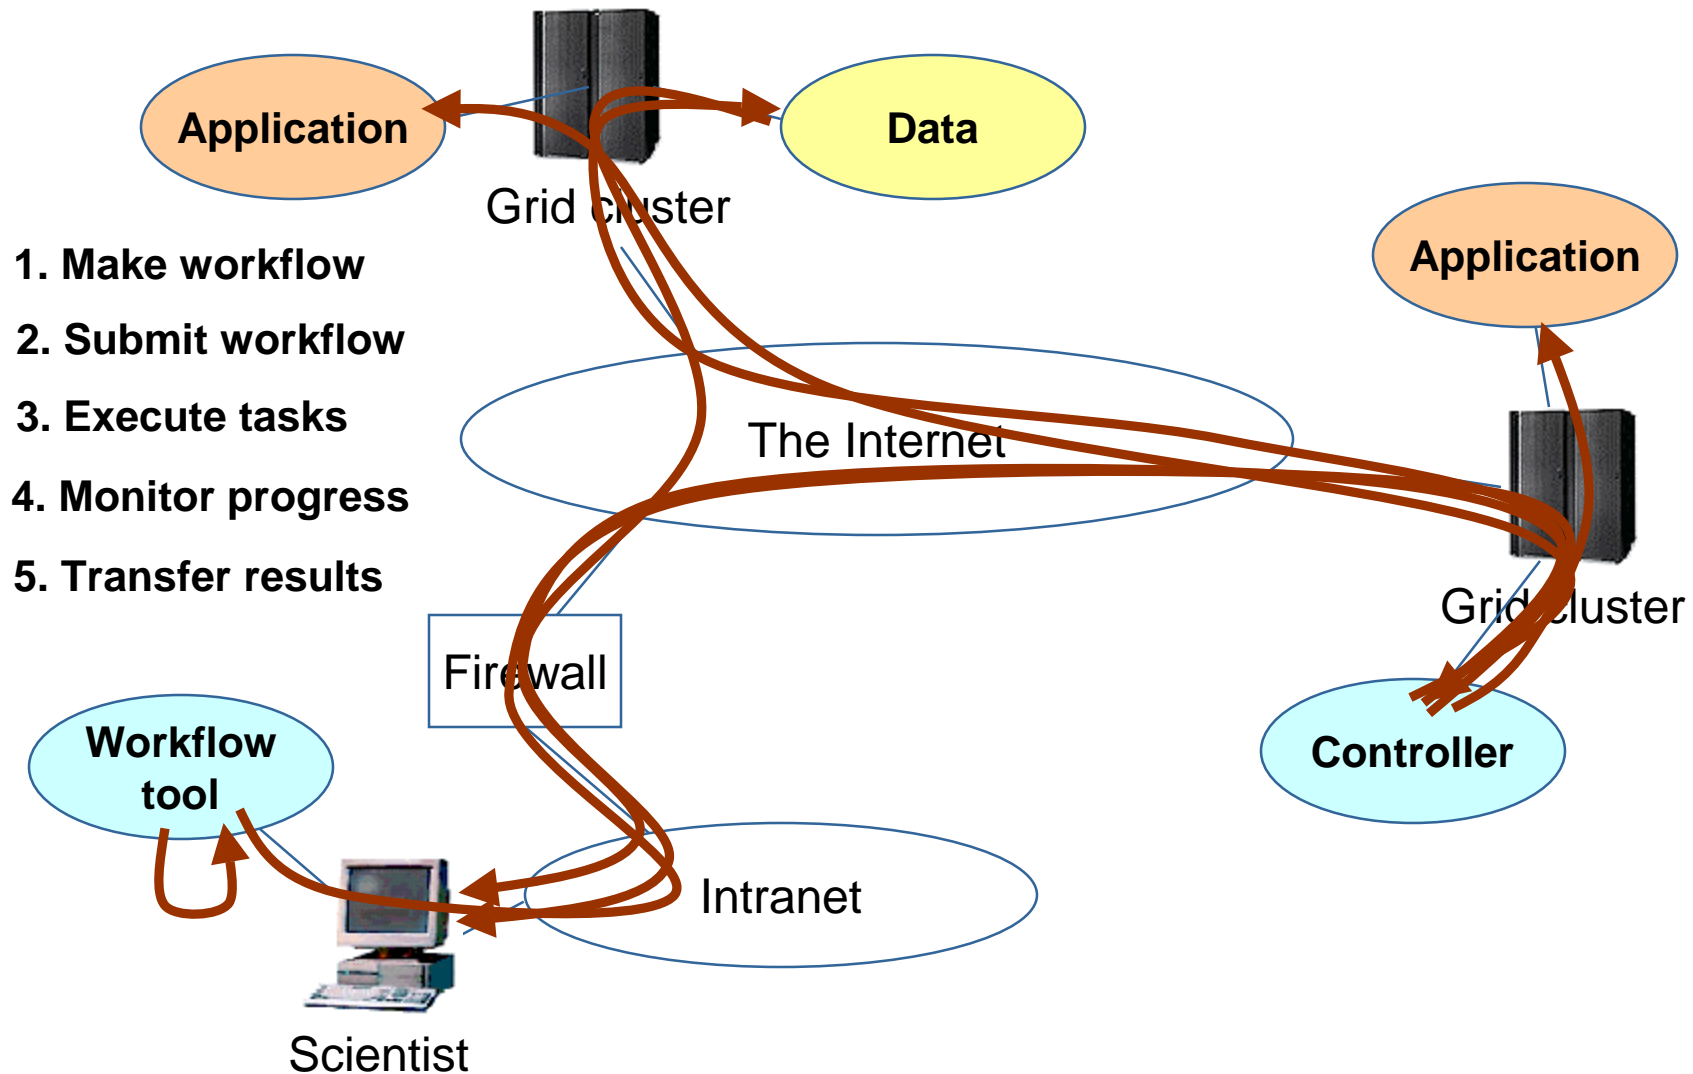 Application
Data
Grid cluster
1. Make workflow
Application
2. Submit workflow
3. Execute tasks
The Internet
4. Monitor progress
5. Transfer results
Grid cluster
Firewall
Workflow
tool
Controller
Intranet
Scientist